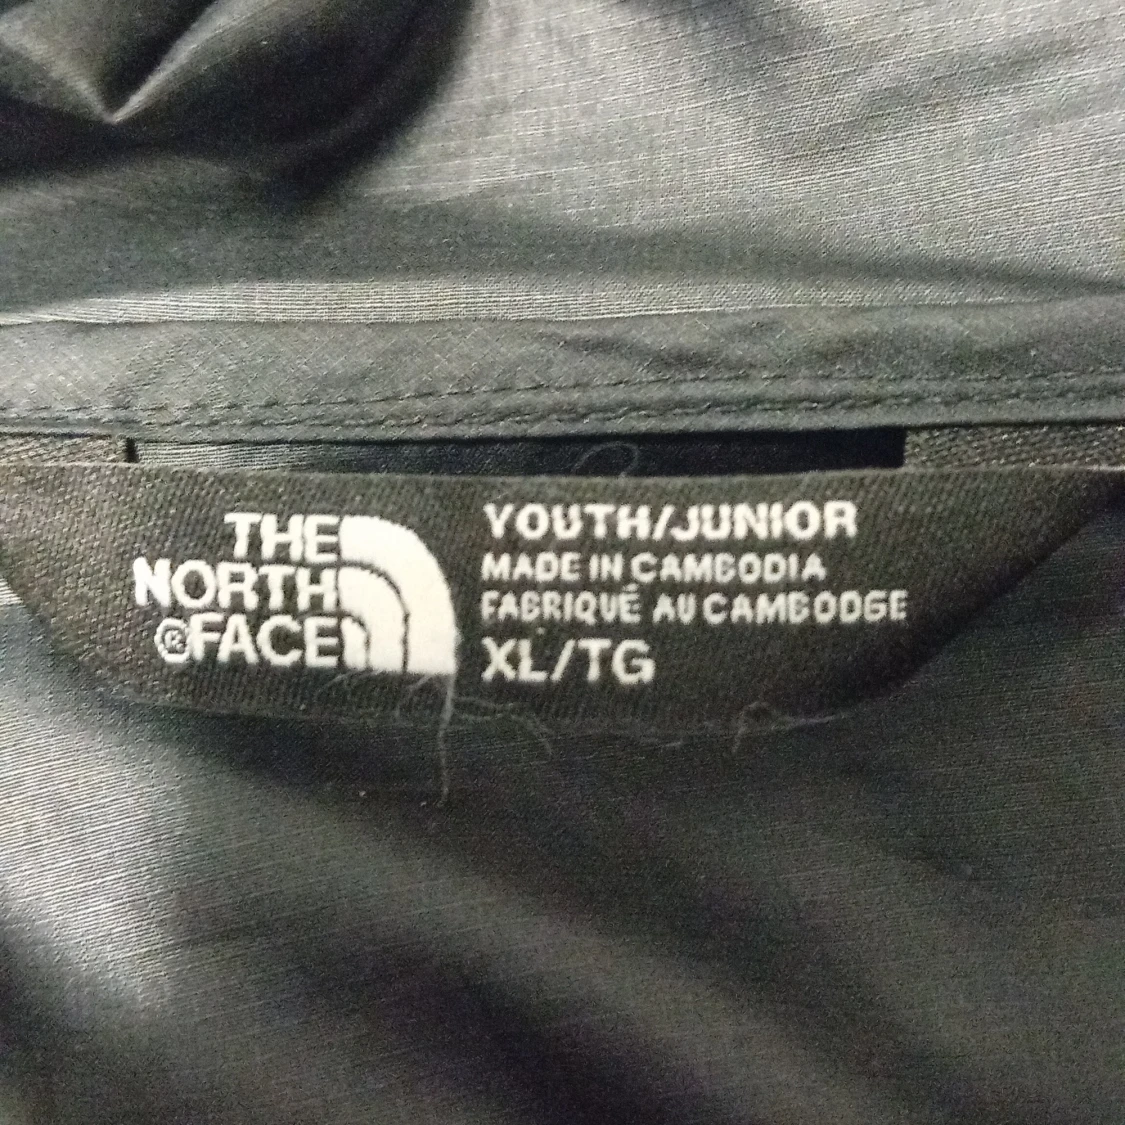 THE
NORTH
®FACE
YOUTH/JUNIOR
MADE IN CAMBODIA
FABRIQUÉ AU CAMBODGE
XL/TG